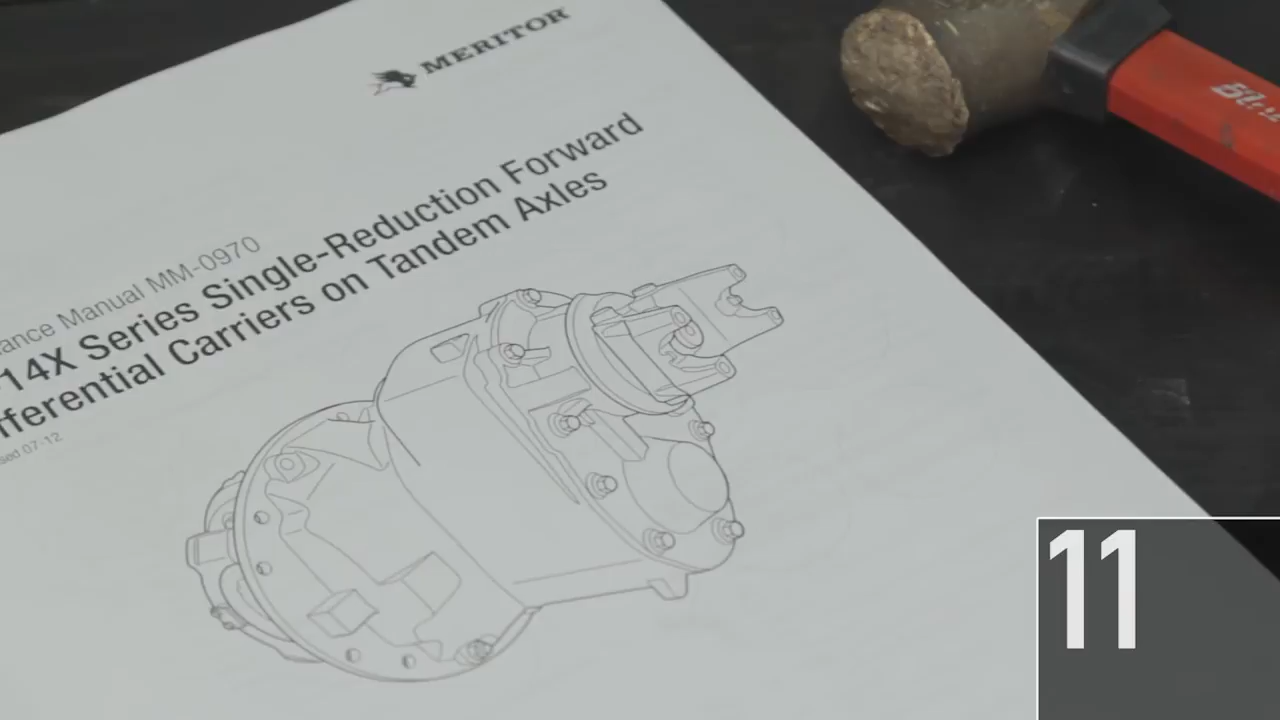 MERITOR
ance Manual MM-0970
14X Series Single-Reduction Forward
fferential Carriers on Tandem Axles
sed 07-12
11